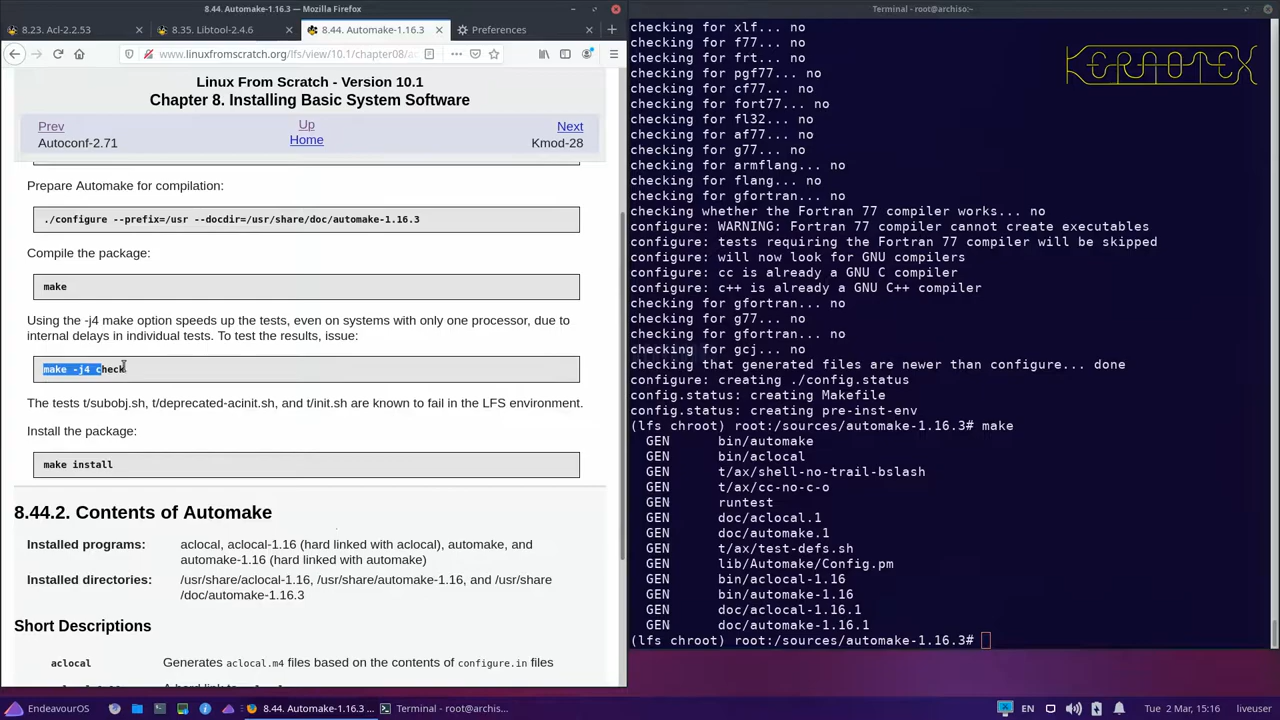 8.44. Automake-1.16.3 — Mozilla Firefox
8.23. Acl-2.2.53
8.35. Libtool-2.4.6
8.44. Automake-1.16.3
Preferences
www.linuxfromscratch.org/lfs/view/10.1/chapter08/a
Linux From Scratch - Version 10.1
Chapter 8. Installing Basic System Software
Prev
Up
Next
Autoconf-2.71
Home
Kmod-28
Prepare Automake for compilation:
./configure --prefix=/usr --docdir=/usr/share/doc/automake-1.16.3
Compile the package:
make
Using the -j4 make option speeds up the tests, even on systems with only one processor, due to
internal delays in individual tests. To test the results, issue:
make -j4 check
The tests t/subobj.sh, t/deprecated-acinit.sh, and t/init.sh are known to fail in the LFS environment.
Install the package:
make install
8.44.2. Contents of Automake
Installed programs:
aclocal, aclocal-1.16 (hard linked with aclocal), automake, and
automake-1.16 (hard linked with automake)
Installed directories:
/usr/share/aclocal-1.16, /usr/share/automake-1.16, and /usr/share
/doc/automake-1.16.3
Short Descriptions
aclocal
Generates aclocal.m4 files based on the contents of configure.in files
Terminal - root@archiso:~
KERNOTEX
checking for xlf... no
checking for f77... no
checking for frt... no
checking for pgf77... no
checking for cf77... no
checking for fort77... no
checking for fl32... no
checking for af77... no
checking for g77... no
checking for armflang... no
checking for flang... no
checking for gfortran... no
checking whether the Fortran 77 compiler works... no
configure: WARNING: Fortran 77 compiler cannot create executables
configure: tests requiring the Fortran 77 compiler will be skipped
configure: will now look for GNU compilers
configure: cc is already a GNU C compiler
configure: c++ is already a GNU C++ compiler
checking for gfortran... no
checking for g77... no
checking for gfortran... no
checking for gcj... no
checking that generated files are newer than configure... done
configure: creating ./config.status
config.status: creating Makefile
config.status: creating pre-inst-env
(lfs chroot) root:/sources/automake-1.16.3# make
GEN bin/automake
GEN bin/aclocal
GEN t/ax/shell-no-trail-bslash
GEN t/ax/cc-no-c-o
GEN runtest
GEN doc/aclocal.1
GEN doc/automake.1
GEN t/ax/test-defs.sh
GEN lib/Automake/Config.pm
GEN bin/aclocal-1.16
GEN bin/automake-1.16
GEN doc/aclocal-1.16.1
GEN doc/automake-1.16.1
(lfs chroot) root:/sources/automake-1.16.3#
EndeavourOS
8.44. Automake-1.16.3 ...
Terminal - root@archis...
EN
Tue 2 Mar, 15:16
liveuser